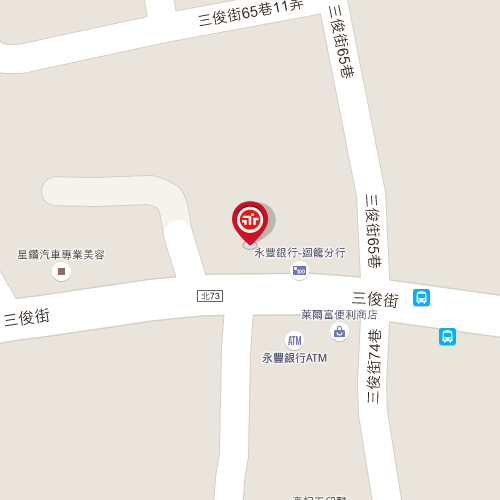 三俊街65巷11弄
三俊街65巷
三俊街65巷
星鑽汽車專業美容
永豐銀行-迴龍分行
100
北73
三俊街
三俊街
萊爾富便利商店
ATM
永豐銀行ATM
三俊街74巷